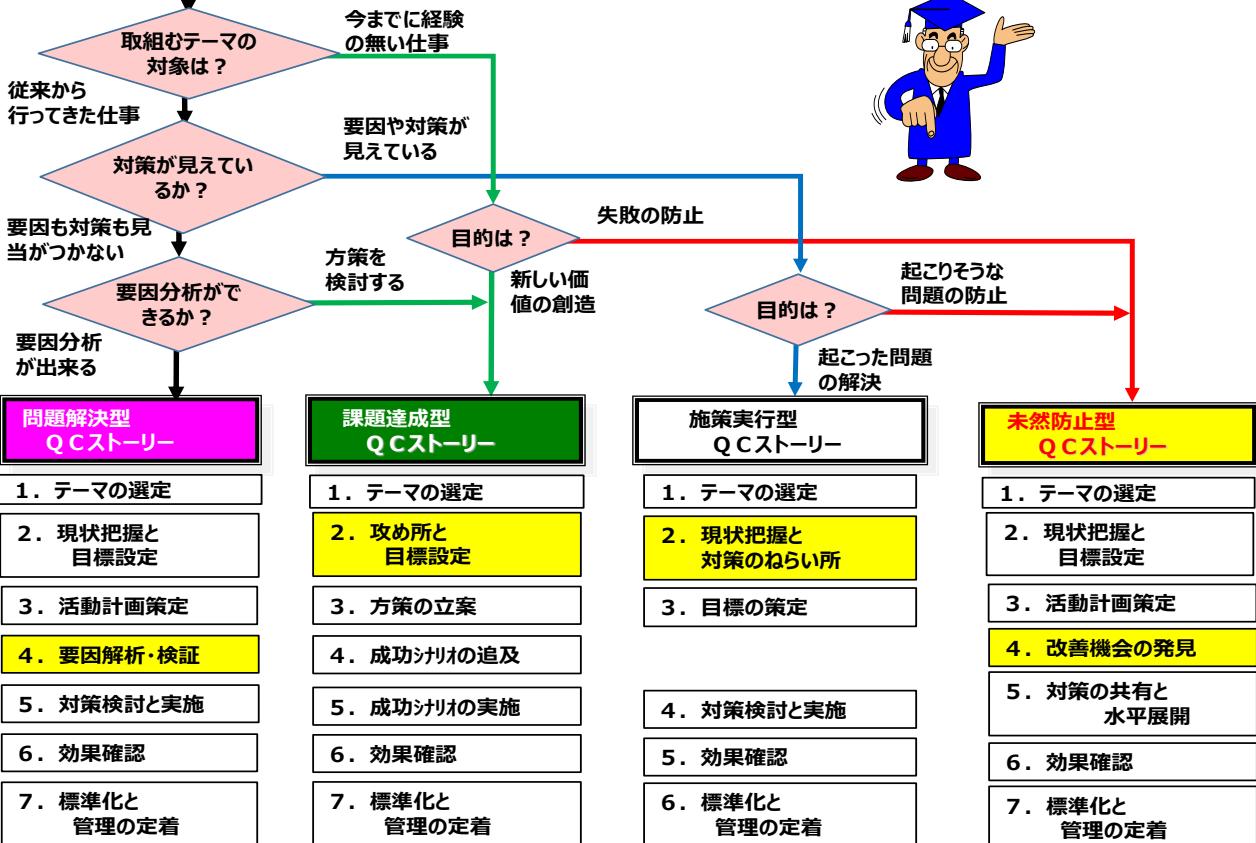 今までに経験
の無い仕事
取組むテーマの
対象は？
従来から
行ってきた仕事
要因や対策が
見えている
対策が見えてい
るか？
要因も対策も見
当がつかない
失敗の防止
目的は？
方策を
検討する
新しい価
値の創造
起こりそうな
問題の防止
要因分析がで
きるか？
目的は？
要因分析
が出来る
起こった問題
の解決
問題解決型
ＱＣストーリー
１．テーマの選定
２．現状把握と
目標設定
３．活動計画策定
４．要因解析・検証
５．対策検討と実施
６．効果確認
７．標準化と
管理の定着
課題達成型
ＱＣストーリー
１．テーマの選定
２．攻め所と
目標設定
３．方策の立案
４．成功ｼﾅﾘｵの追及
５．成功ｼﾅﾘｵの実施
６．効果確認
７．標準化と
管理の定着
施策実行型
ＱＣストーリー
１．テーマの選定
２．現状把握と
対策のねらい所
３．目標の策定
４．対策検討と実施
５．効果確認
６．標準化と
管理の定着
未然防止型
ＱＣストーリー
１．テーマの選定
２．現状把握と
目標設定
３．活動計画策定
４．改善機会の発見
５．対策の共有と
水平展開
６．効果確認
７．標準化と
管理の定着